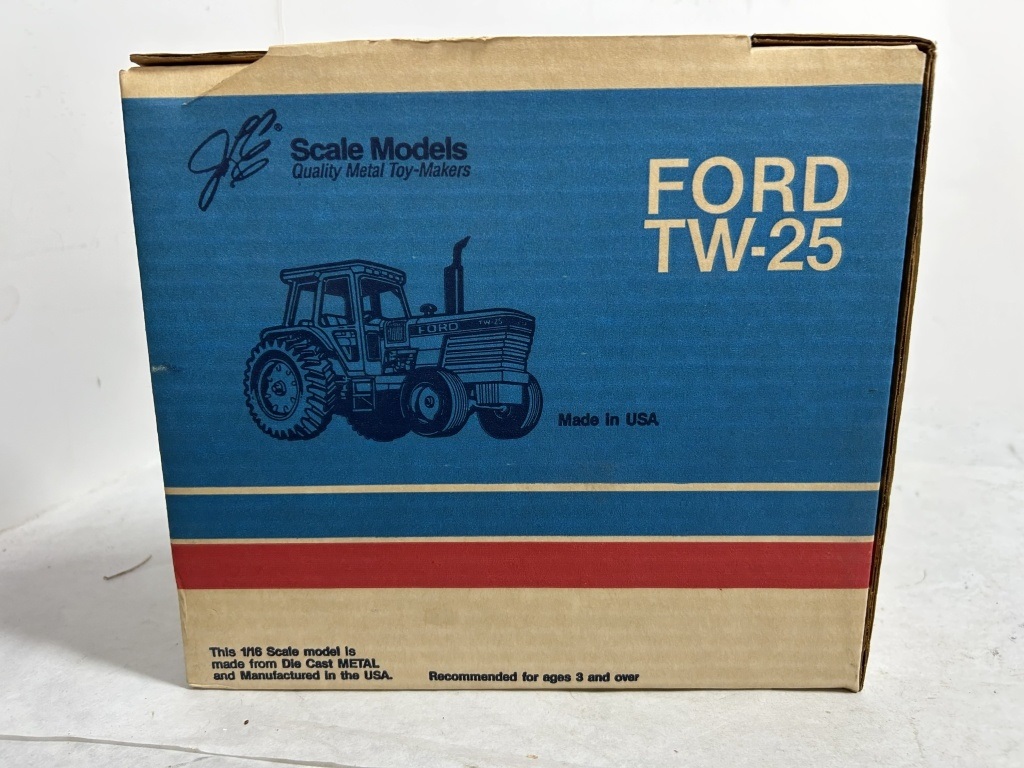 JLE®
Scale Models
Quality Metal Toy-Makers
FORD
TW-25
FORD TW-25
Made in USA
This 1/16 Scale model is
made from Die Cast METAL
and Manufactured in the USA.
Recommended for ages 3 and over